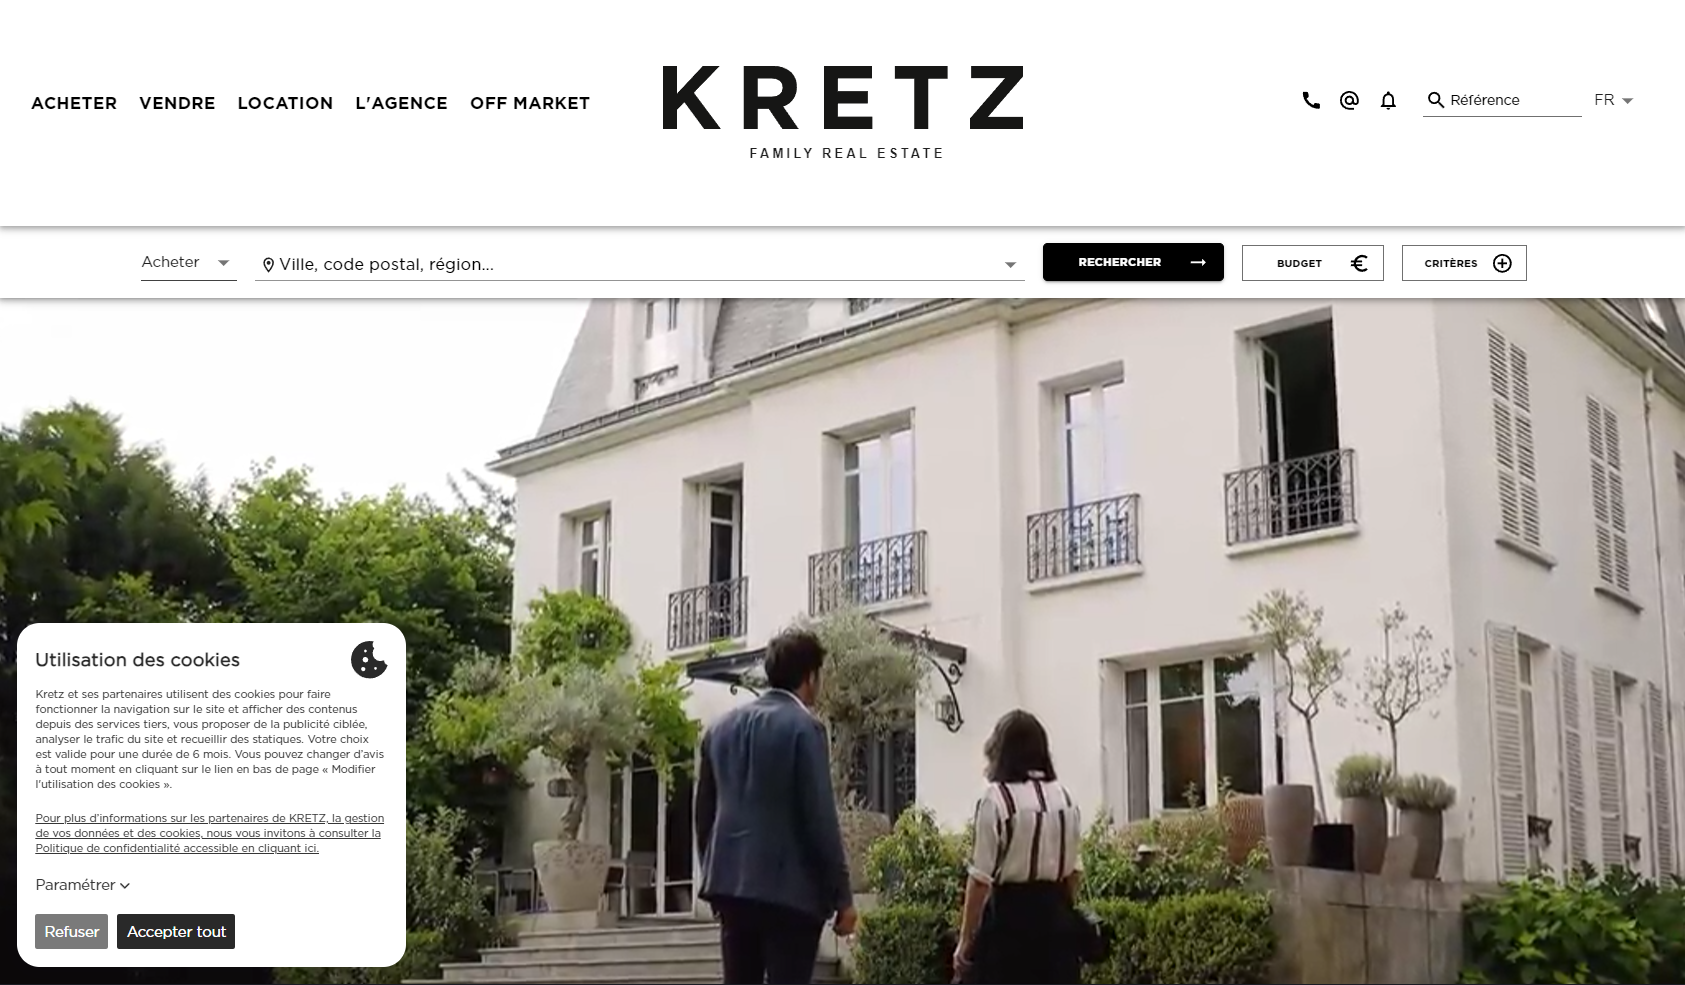 ACHETER VENDRE LOCATION L'AGENCE OFF MARKET
KRETZ
FAMILY REAL ESTATE
Référence
FR
Acheter
Ville, code postal, région...
RECHERCHER
BUDGET
CRITÈRES
Utilisation des cookies
Kretz et ses partenaires utilisent des cookies pour faire
fonctionner la navigation sur le site et afficher des contenus
depuis des services tiers, vous proposer de la publicité ciblée,
analyser le trafic du site et recueillir des statiques. Votre choix
est valide pour une durée de 6 mois. Vous pouvez changer d'avis
à tout moment en cliquant sur le lien en bas de page « Modifier
l'utilisation des cookies ».
Pour plus d'informations sur les partenaires de KRETZ, la gestion
de vos données et des cookies, nous vous invitons à consulter la
Politique de confidentialité accessible en cliquant ici.
Paramétrer
Refuser
Accepter tout